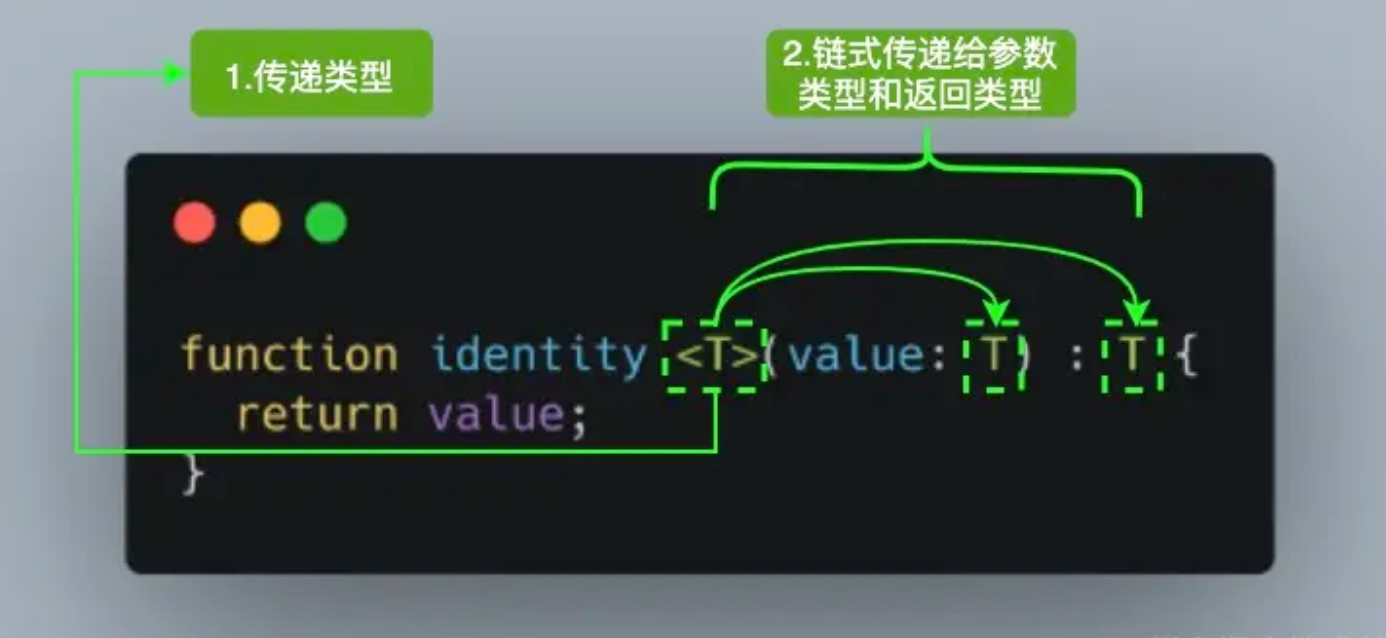 1.传递类型
2.链式传递给参数
类型和返回类型
function identity <T>(value: T) : T {
  return value;
}